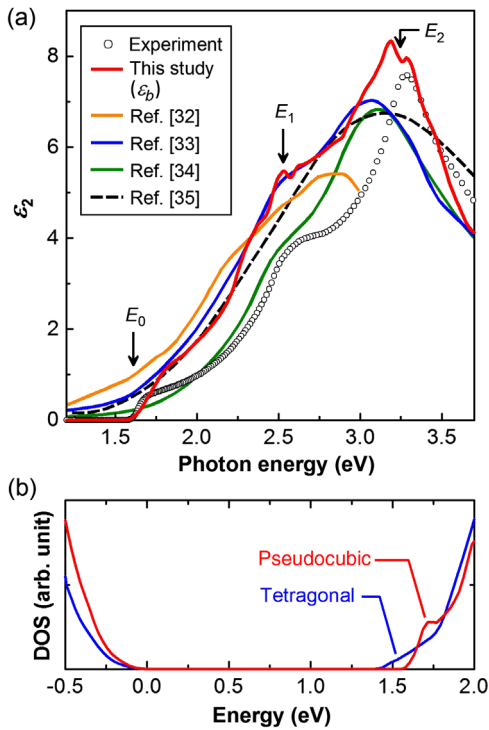 (a)
Experiment
This study
(εb)
Ref. [32]
Ref. [33]
Ref. [34]
Ref. [35]
E0
E1
E2
8
6
4
2
0
ε2
1.5 2.0 2.5 3.0 3.5
Photon energy (eV)
(b)
DOS (arb. unit)
Pseudocubic
Tetragonal
-0.5 0.0 0.5 1.0 1.5 2.0
Energy (eV)